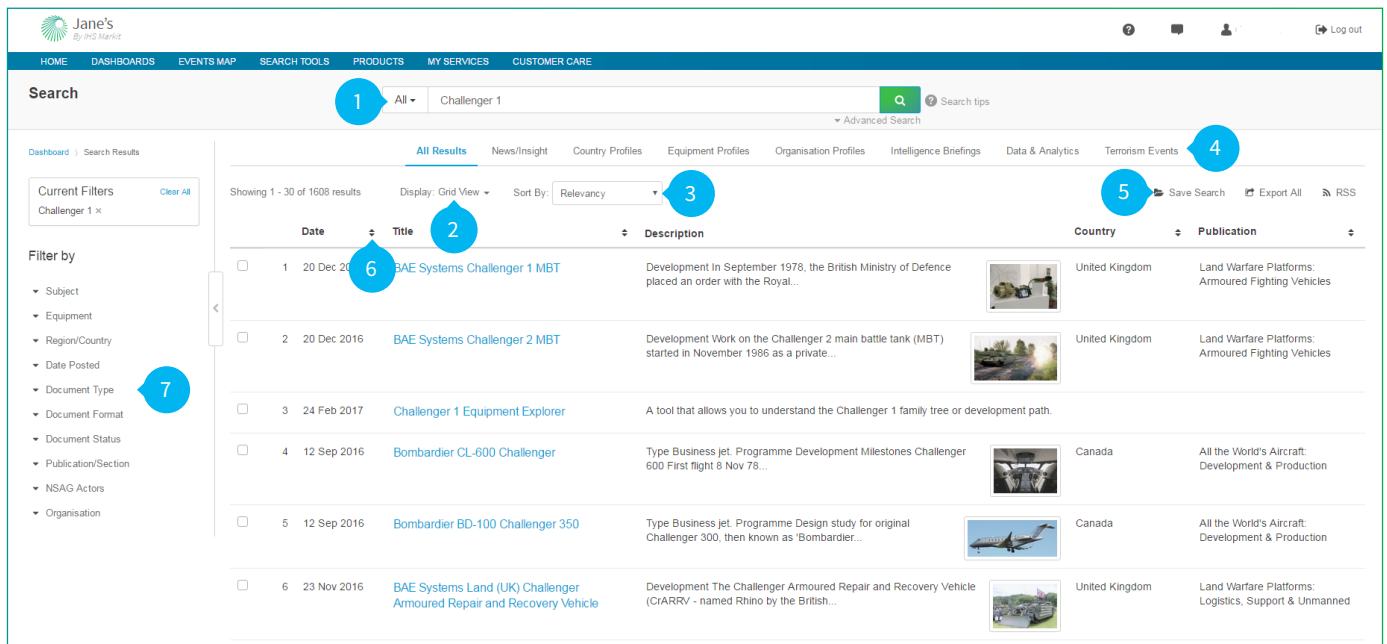 Jane's
By IHS Markit
Log out
HOME DASHBOARDS EVENTS MAP SEARCH TOOLS PRODUCTS MY SERVICES CUSTOMER CARE
Search
1 All Challenger 1 Search tips
Advanced Search
Dashboard Search Results
All Results News/Insight Country Profiles Equipment Profiles Organisation Profiles Intelligence Briefings Data & Analytics Terrorism Events 4
Current Filters Clear All
Challenger 1 ×
Showing 1 - 30 of 1608 results Display: Grid View Sort By: Relevancy 3 5 Save Search Export All RSS
Date Title 2 Description Country Publication
Filter by
Subject
Equipment
Region/Country
Date Posted
Document Type 7
Document Format
Document Status
Publication/Section
NSAG Actors
Organisation
6
1 20 Dec BAE Systems Challenger 1 MBT Development In September 1978, the British Ministry of Defence United Kingdom Land Warfare Platforms:
placed an order with the Royal... Armoured Fighting Vehicles
2 20 Dec 2016 BAE Systems Challenger 2 MBT Development Work on the Challenger 2 main battle tank (MBT) United Kingdom Land Warfare Platforms:
started in November 1986 as a private... Armoured Fighting Vehicles
3 24 Feb 2017 Challenger 1 Equipment Explorer A tool that allows you to understand the Challenger 1 family tree or development path.
4 12 Sep 2016 Bombardier CL-600 Challenger Type Business jet. Programme Development Milestones Challenger Canada All the World's Aircraft:
600 First flight 8 Nov 78... Development & Production
5 12 Sep 2016 Bombardier BD-100 Challenger 350 Type Business jet. Programme Design study for original Canada All the World's Aircraft:
Challenger 300, then known as 'Bombardier... Development & Production
6 23 Nov 2016 BAE Systems Land (UK) Challenger Development The Challenger Armoured Repair and Recovery Vehicle United Kingdom Land Warfare Platforms:
Armoured Repair and Recovery Vehicle (CrARRV - named Rhino by the British... Logistics, Support & Unmanned